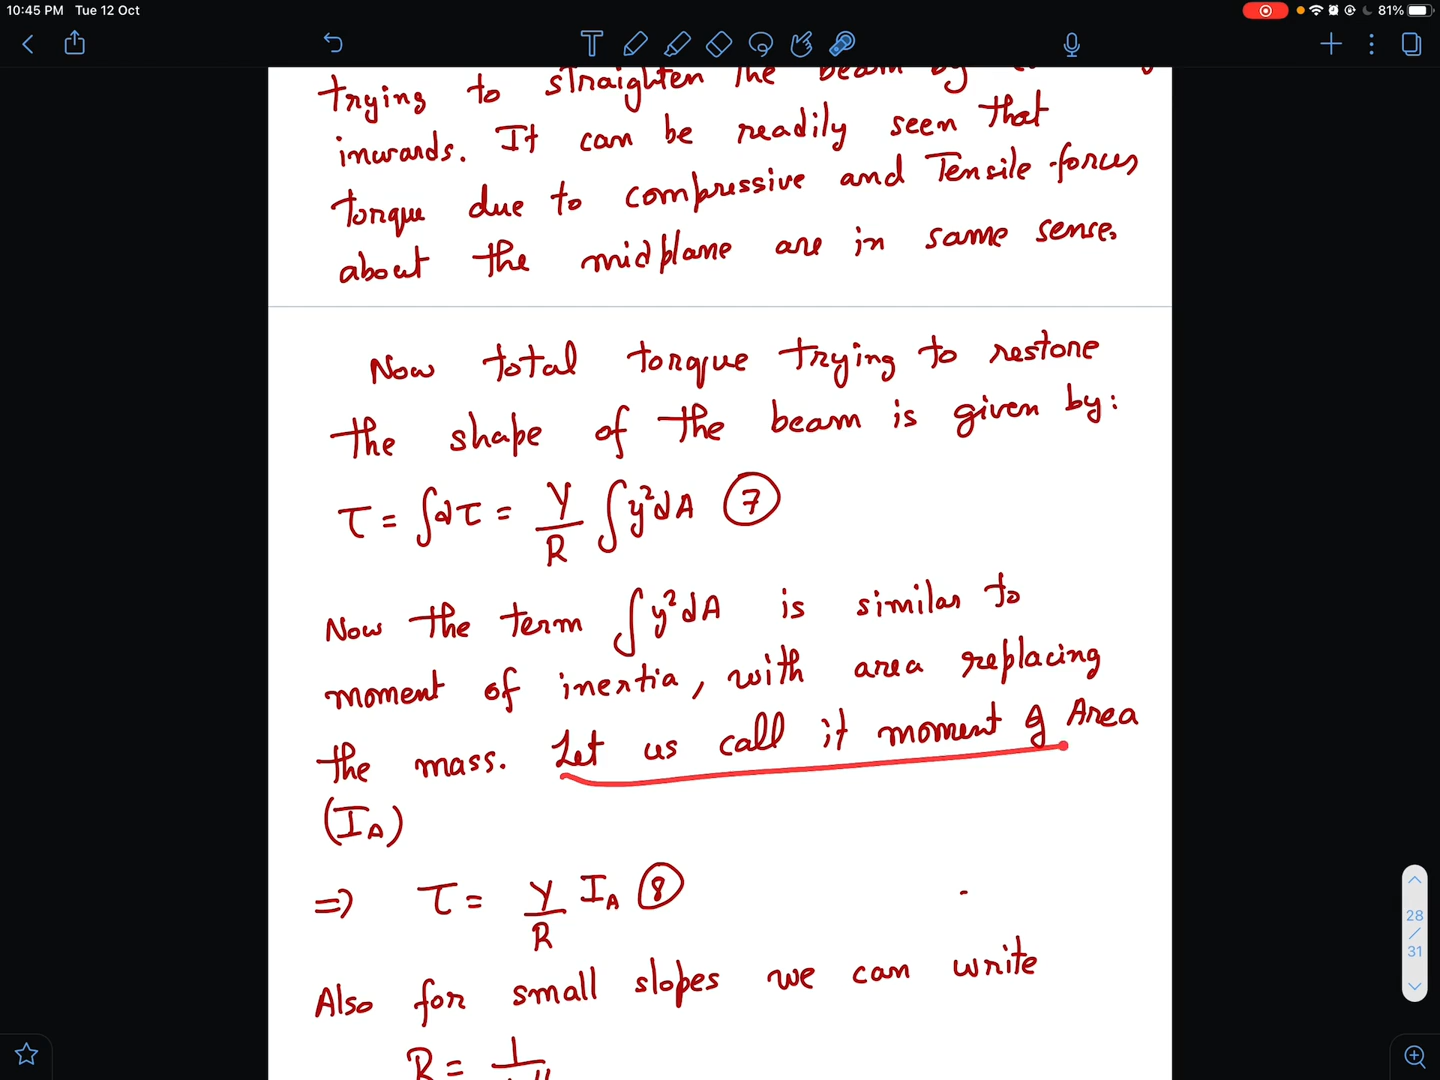 10:45 PM Tue 12 Oct
81%
trying to straighten the beam by
inwards. It can be readily seen that
torque due to compressive and Tensile forces
about the midplane are in same sense.
Now total torque trying to restore
the shape of the beam is given by:
τ = ∫dτ = Y/R ∫y²dA ⑦
Now the term ∫y²dA is similar to
moment of inertia, with area replacing
the mass. Let us call it moment of Area
(I_A)
⇒ τ = Y/R I_A ⑧
Also for small slopes we can write
R = 1/
28
/
31